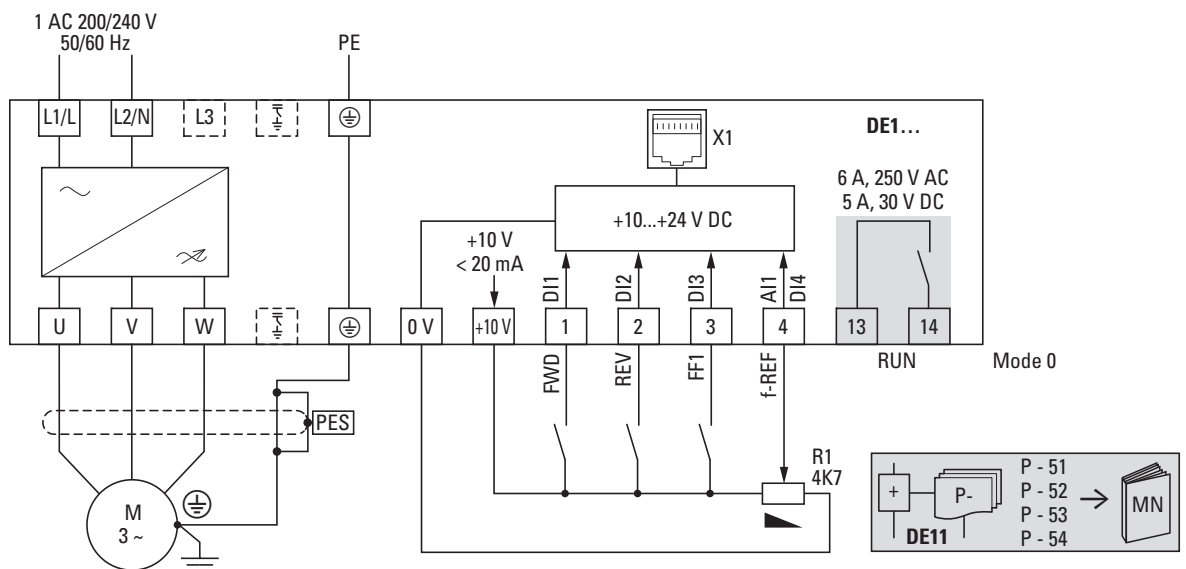 1 AC 200/240 V
50/60 Hz
PE
L1/L
L2/N
L3
X1
DE1...
6 A, 250 V AC
5 A, 30 V DC
+10...+24 V DC
+10 V
< 20 mA
DI1
DI2
DI3
AI1
DI4
U
V
W
0 V
+10 V
1
2
3
4
13
14
FWD
REV
FF1
f-REF
RUN
Mode 0
PES
R1
4K7
M
3 ~
+
P-
DE11
P - 51
P - 52
P - 53
P - 54
MN